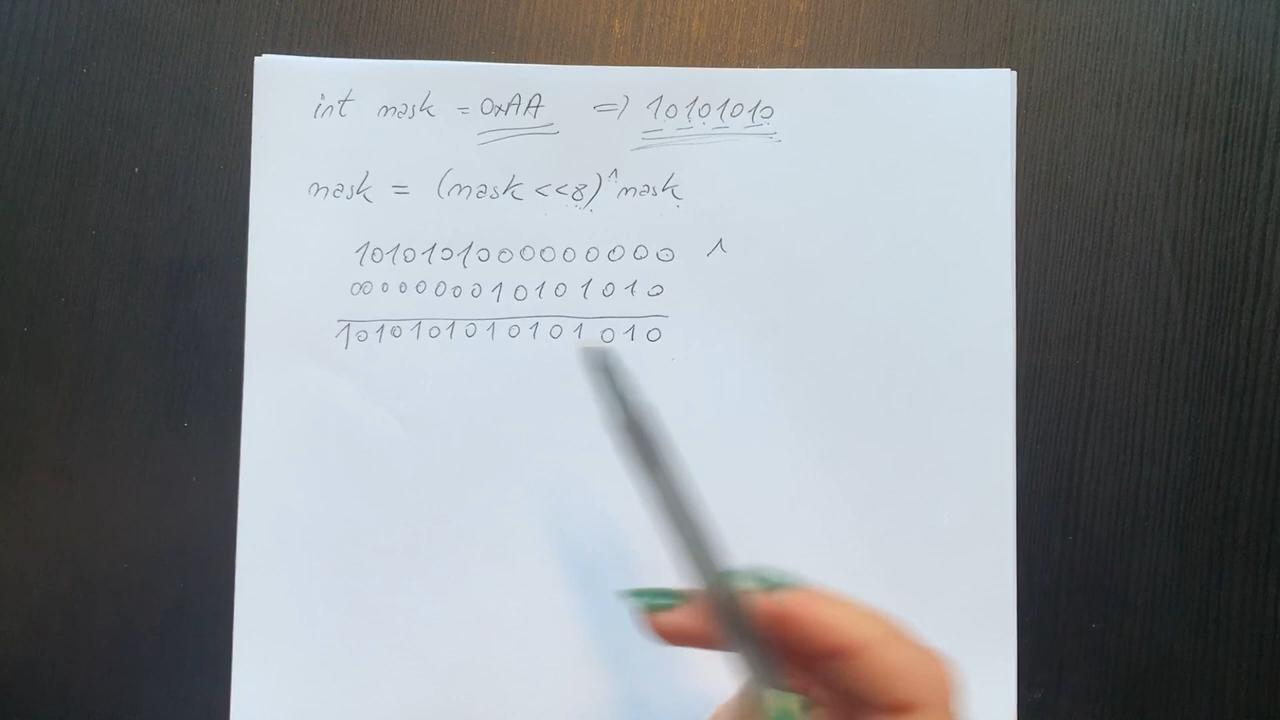 int mask = 0xAA => 10101010
mask = (mask << 8) ^ mask
1010101000000000 ^
0000000010101010
1010101010101010